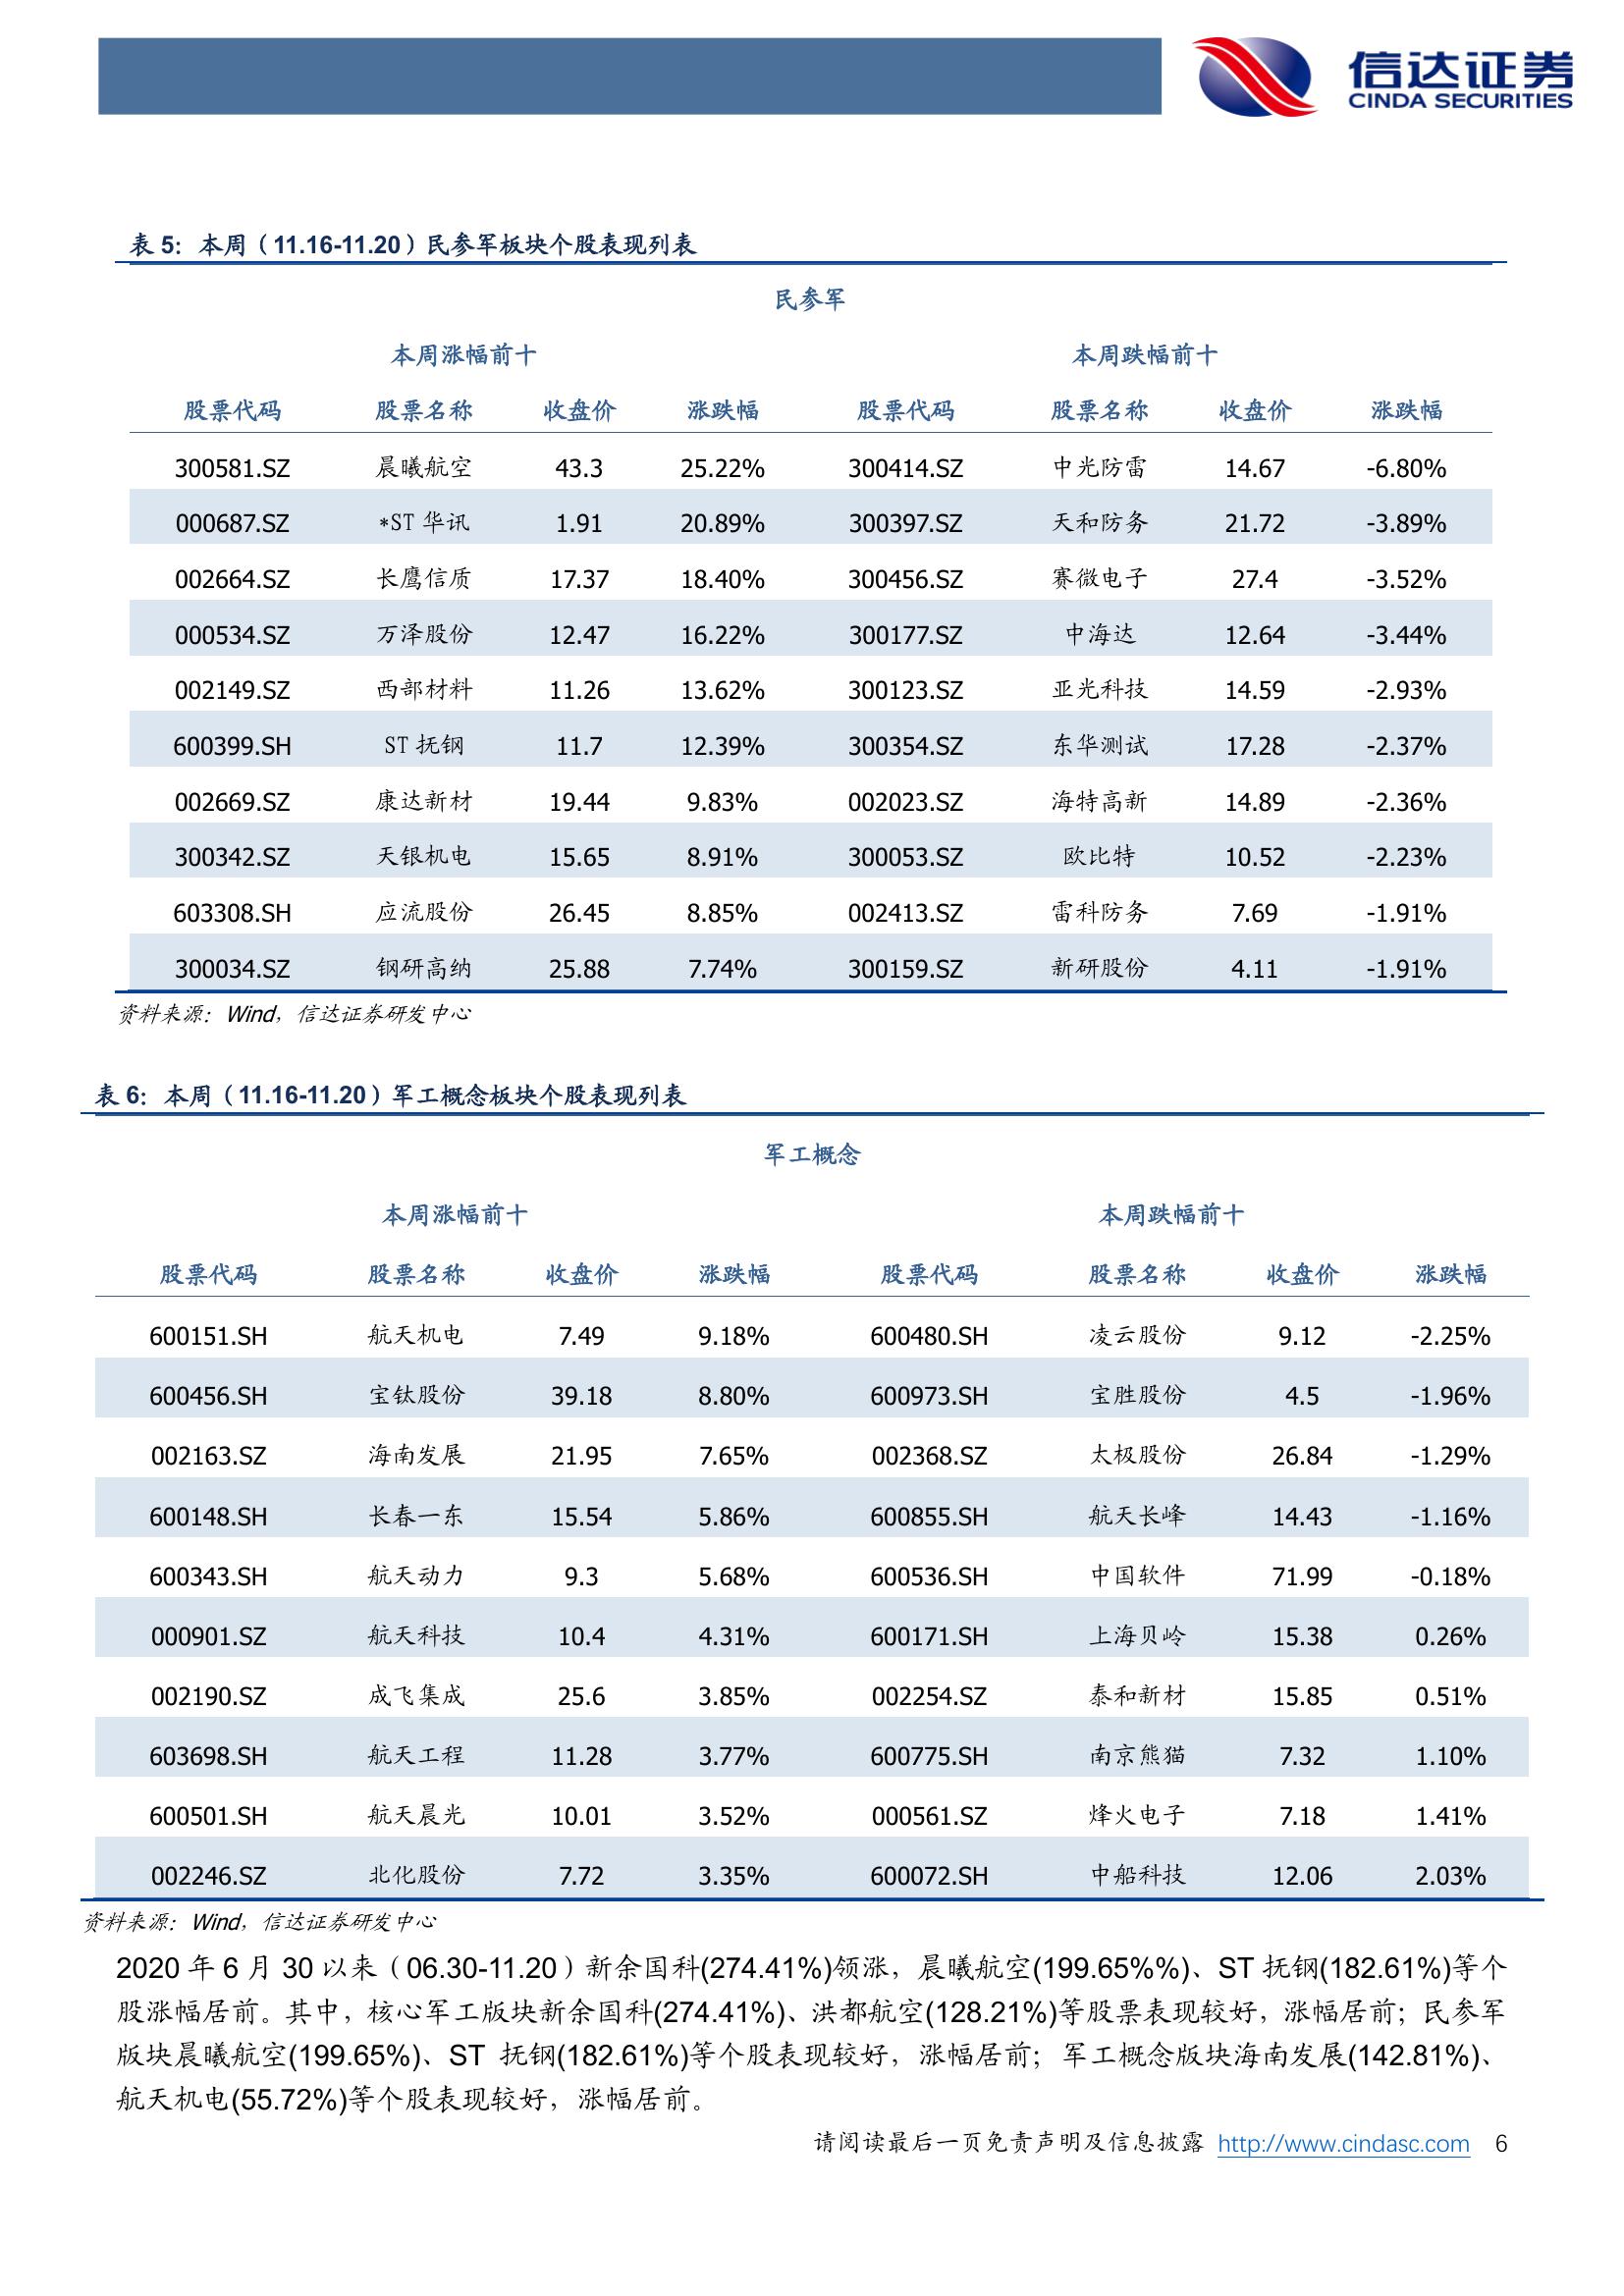 信达证券
CINDA SECURITIES
表 5：本周（11.16-11.20）民参军板块个股表现列表
民参军
本周涨幅前十 本周跌幅前十
股票代码 股票名称 收盘价 涨跌幅 股票代码 股票名称 收盘价 涨跌幅
300581.SZ 晨曦航空 43.3 25.22% 300414.SZ 中光防雷 14.67 -6.80%
000687.SZ *ST 华讯 1.91 20.89% 300397.SZ 天和防务 21.72 -3.89%
002664.SZ 长鹰信质 17.37 18.40% 300456.SZ 赛微电子 27.4 -3.52%
000534.SZ 万泽股份 12.47 16.22% 300177.SZ 中海达 12.64 -3.44%
002149.SZ 西部材料 11.26 13.62% 300123.SZ 亚光科技 14.59 -2.93%
600399.SH ST 抚钢 11.7 12.39% 300354.SZ 东华测试 17.28 -2.37%
002669.SZ 康达新材 19.44 9.83% 002023.SZ 海特高新 14.89 -2.36%
300342.SZ 天银机电 15.65 8.91% 300053.SZ 欧比特 10.52 -2.23%
603308.SH 应流股份 26.45 8.85% 002413.SZ 雷科防务 7.69 -1.91%
300034.SZ 钢研高纳 25.88 7.74% 300159.SZ 新研股份 4.11 -1.91%
资料来源：Wind，信达证券研发中心
表 6：本周（11.16-11.20）军工概念板块个股表现列表
军工概念
本周涨幅前十 本周跌幅前十
股票代码 股票名称 收盘价 涨跌幅 股票代码 股票名称 收盘价 涨跌幅
600151.SH 航天机电 7.49 9.18% 600480.SH 凌云股份 9.12 -2.25%
600456.SH 宝钛股份 39.18 8.80% 600973.SH 宝胜股份 4.5 -1.96%
002163.SZ 海南发展 21.95 7.65% 002368.SZ 太极股份 26.84 -1.29%
600148.SH 长春一东 15.54 5.86% 600855.SH 航天长峰 14.43 -1.16%
600343.SH 航天动力 9.3 5.68% 600536.SH 中国软件 71.99 -0.18%
000901.SZ 航天科技 10.4 4.31% 600171.SH 上海贝岭 15.38 0.26%
002190.SZ 成飞集成 25.6 3.85% 002254.SZ 泰和新材 15.85 0.51%
603698.SH 航天工程 11.28 3.77% 600775.SH 南京熊猫 7.32 1.10%
600501.SH 航天晨光 10.01 3.52% 000561.SZ 烽火电子 7.18 1.41%
002246.SZ 北化股份 7.72 3.35% 600072.SH 中船科技 12.06 2.03%
资料来源：Wind，信达证券研发中心
2020 年 6 月 30 以来（06.30-11.20）新余国科(274.41%)领涨，晨曦航空(199.65%%)、ST 抚钢(182.61%)等个
股涨幅居前。其中，核心军工版块新余国科(274.41%)、洪都航空(128.21%)等股票表现较好，涨幅居前；民参军
版块晨曦航空(199.65%)、ST 抚钢(182.61%)等个股表现较好，涨幅居前；军工概念版块海南发展(142.81%)、
航天机电(55.72%)等个股表现较好，涨幅居前。
请阅读最后一页免责声明及信息披露 http://www.cindasc.com 6